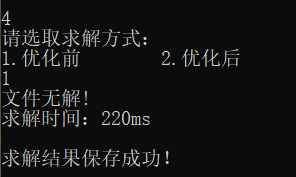 4
请选取求解方式：
1.优化前 2.优化后
1
文件无解!
求解时间：220ms
求解结果保存成功!